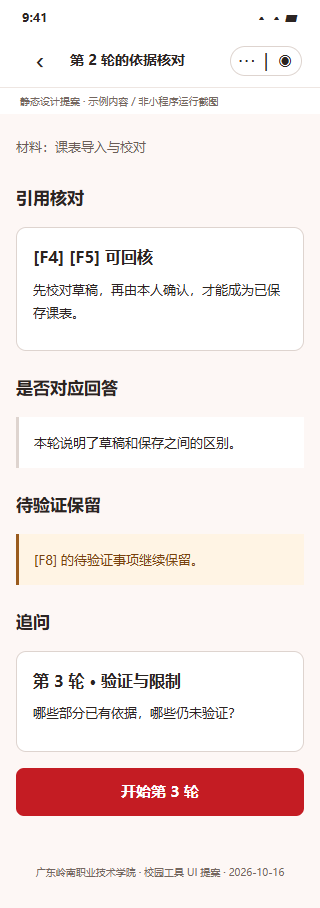 9:41
第 2 轮的依据核对
静态设计提案 · 示例内容 / 非小程序运行截图
材料：课表导入与校对
引用核对
[F4] [F5] 可回核
先校对草稿，再由本人确认，才能成为已保
存课表。
是否对应回答
本轮说明了草稿和保存之间的区别。
待验证保留
[F8] 的待验证事项继续保留。
追问
第 3 轮 • 验证与限制
哪些部分已有依据，哪些仍未验证？
开始第 3 轮
广东岭南职业技术学院 · 校园工具 UI 提案 · 2026-10-16